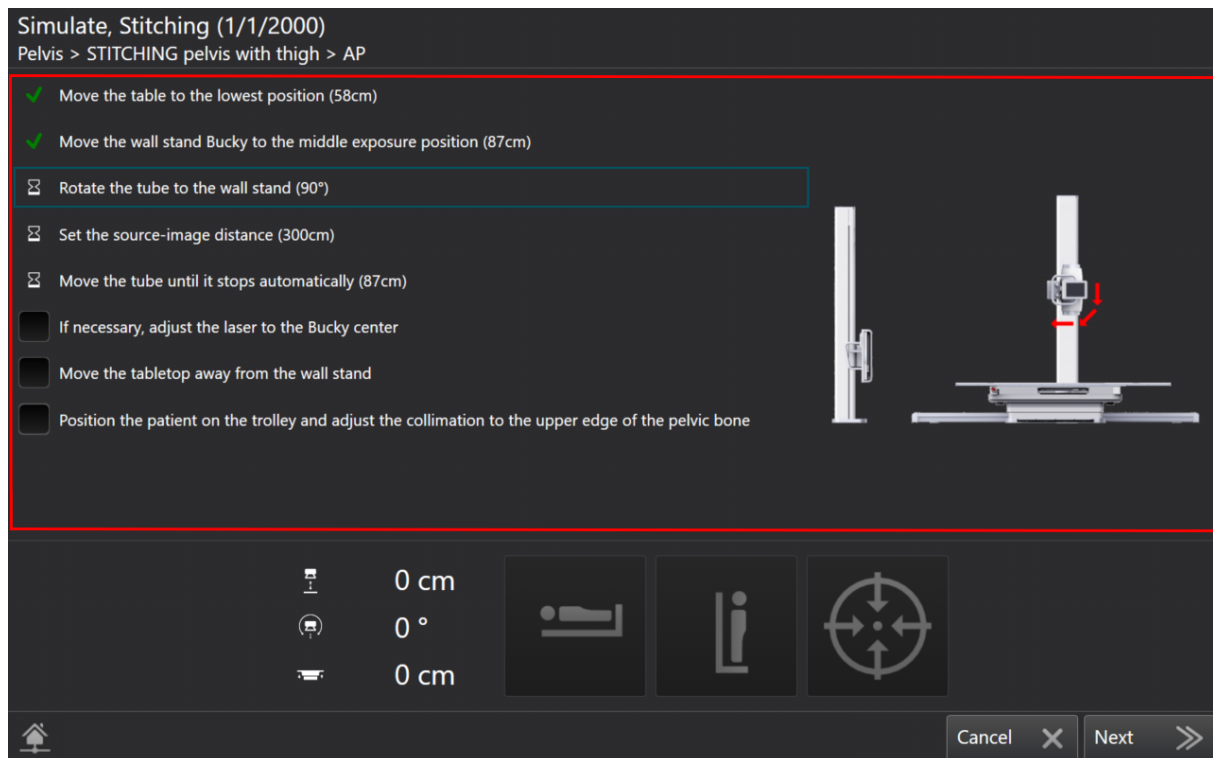 Simulate, Stitching (1/1/2000)
Pelvis > STITCHING pelvis with thigh > AP
Move the table to the lowest position (58cm)
Move the wall stand Bucky to the middle exposure position (87cm)
Rotate the tube to the wall stand (90°)
Set the source-image distance (300cm)
Move the tube until it stops automatically (87cm)
If necessary, adjust the laser to the Bucky center
Move the tabletop away from the wall stand
Position the patient on the trolley and adjust the collimation to the upper edge of the pelvic bone
0 cm
0 °
0 cm
Cancel
Next